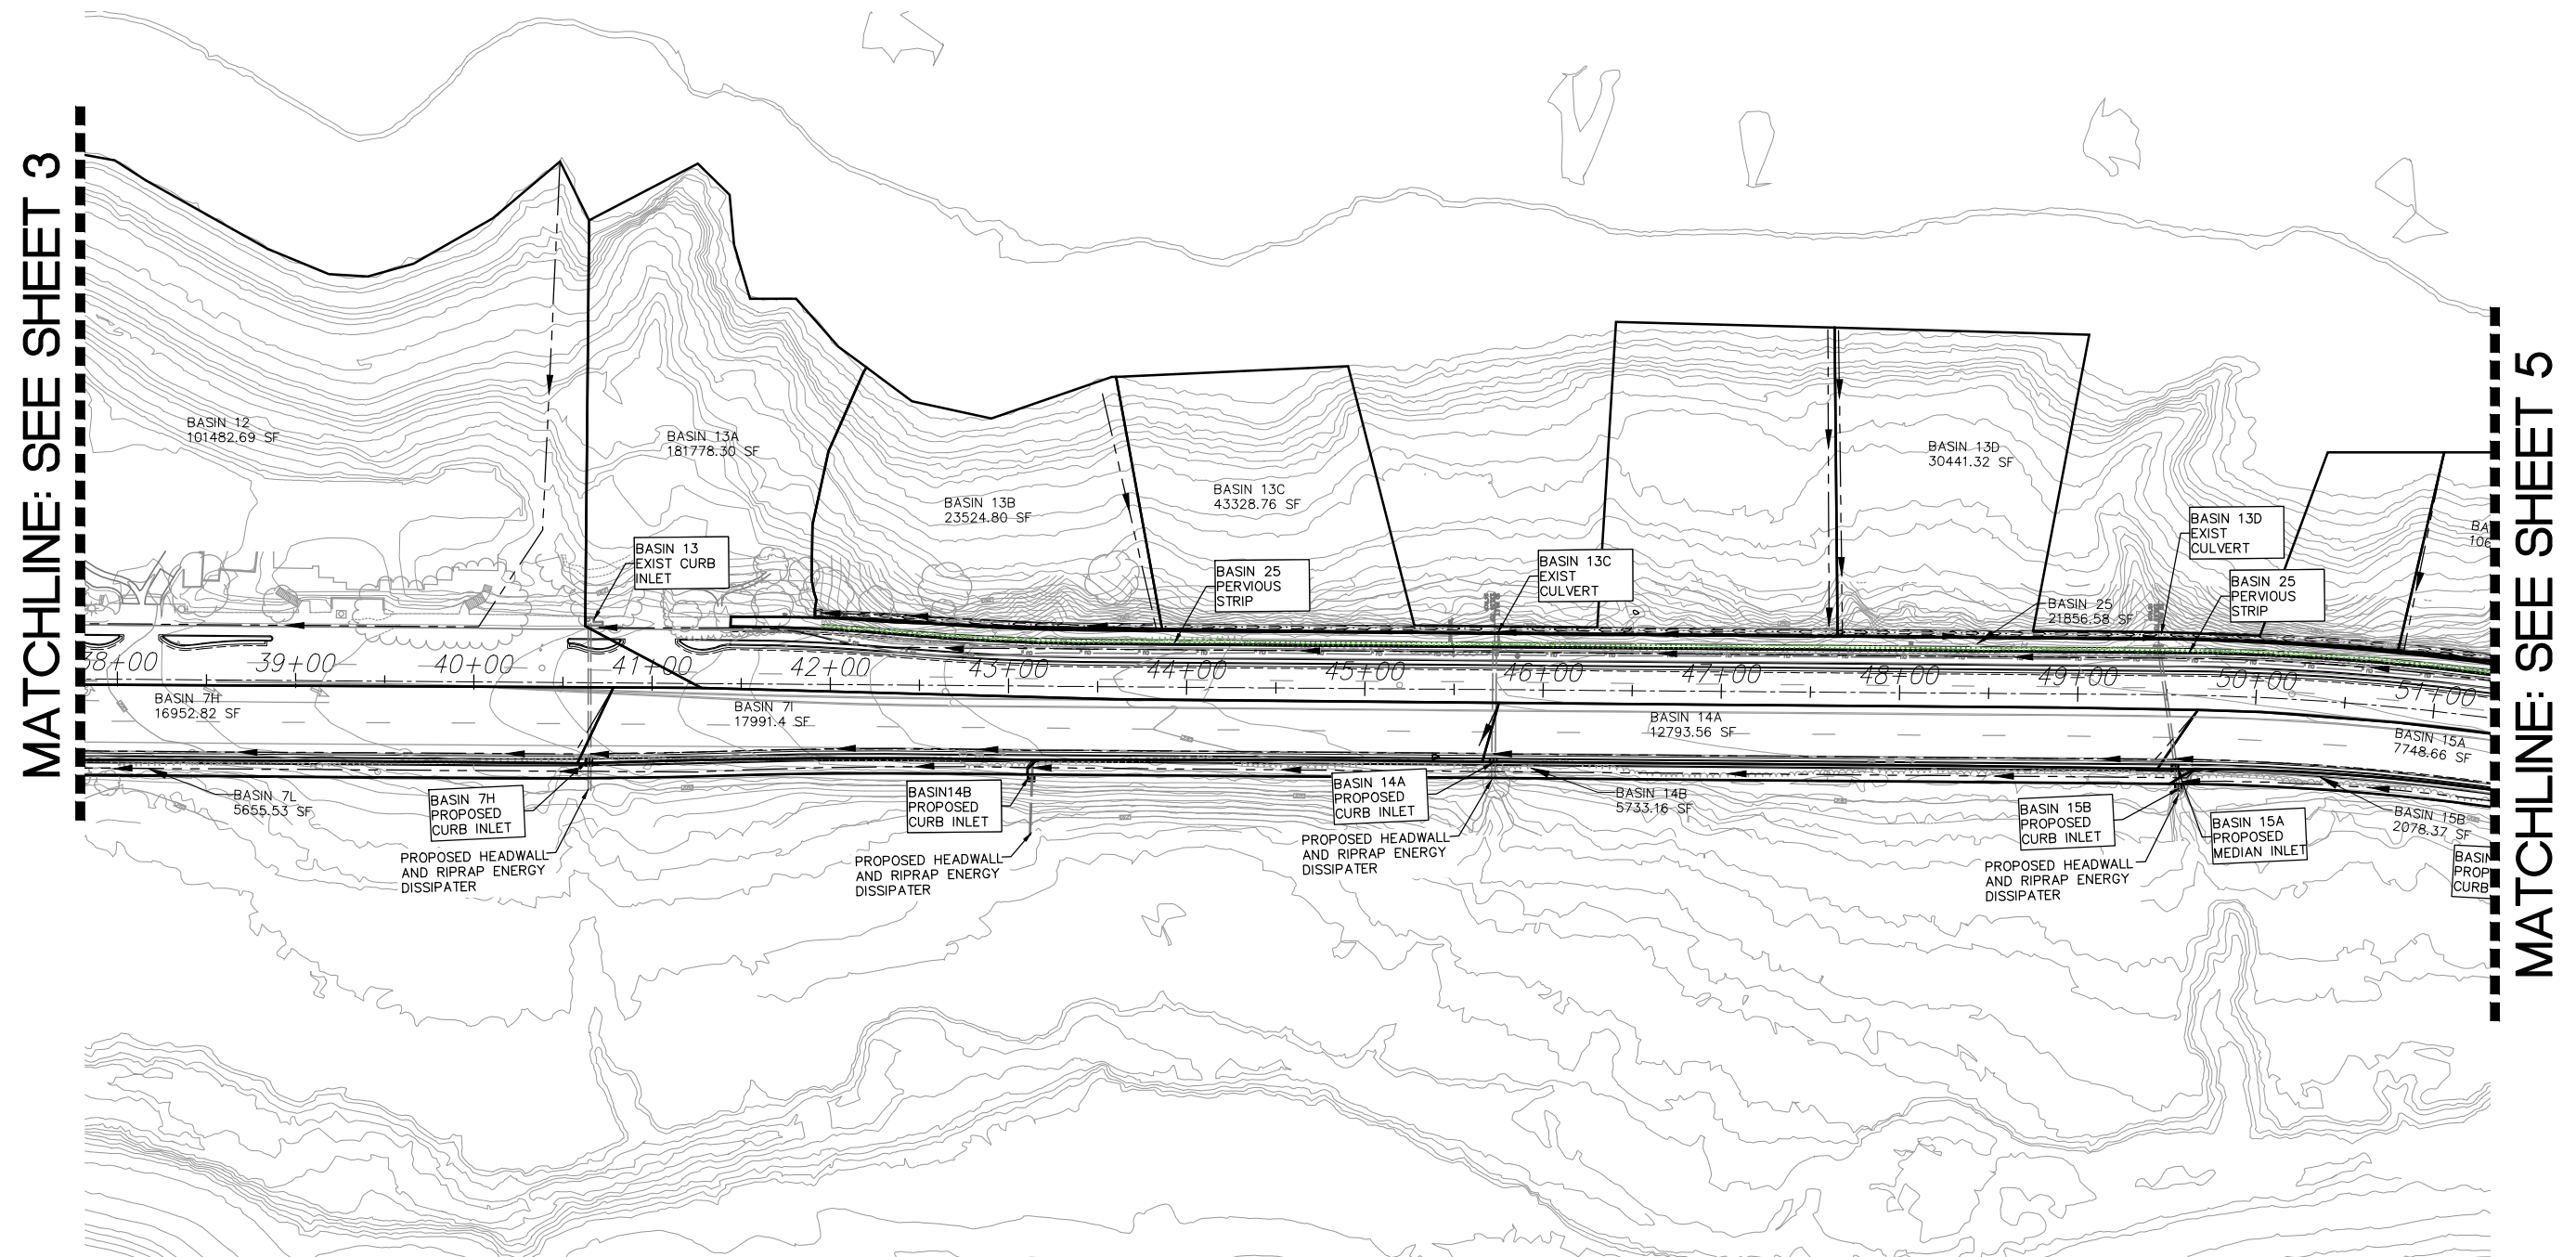 MATCHLINE: SEE SHEET 3
BASIN 12
101482.69 SF
BASIN 13A
181778.30 SF
BASIN 13B
23524.80 SF
BASIN 13C
43328.76 SF
BASIN 13D
30441.32 SF
BASIN 13
EXIST CURB
INLET
BASIN 25
PERVIOUS
STRIP
BASIN 13C
EXIST
CULVERT
BASIN 13D
EXIST
CULVERT
BASIN 25
PERVIOUS
STRIP
BASIN 25
21856.58 SF
BA
106
38+00
39+00
40+00
41+00
42+00
43+00
44+00
45+00
46+00
47+00
48+00
49+00
50+00
51+00
BASIN 7H
16952.82 SF
BASIN 7I
17991.4 SF
BASIN 14A
12793.56 SF
BASIN 15A
7748.66 SF
BASIN 7L
5655.53 SF
BASIN 7H
PROPOSED
CURB INLET
PROPOSED HEADWALL
AND RIPRAP ENERGY
DISSIPATER
BASIN14B
PROPOSED
CURB INLET
PROPOSED HEADWALL
AND RIPRAP ENERGY
DISSIPATER
BASIN 14A
PROPOSED
CURB INLET
PROPOSED HEADWALL
AND RIPRAP ENERGY
DISSIPATER
BASIN 14B
5733.16 SF
BASIN 15B
PROPOSED
CURB INLET
PROPOSED HEADWALL
AND RIPRAP ENERGY
DISSIPATER
BASIN 15A
PROPOSED
MEDIAN INLET
BASIN 15B
2078.37 SF
BASIN
PROP
CURB
MATCHLINE: SEE SHEET 5